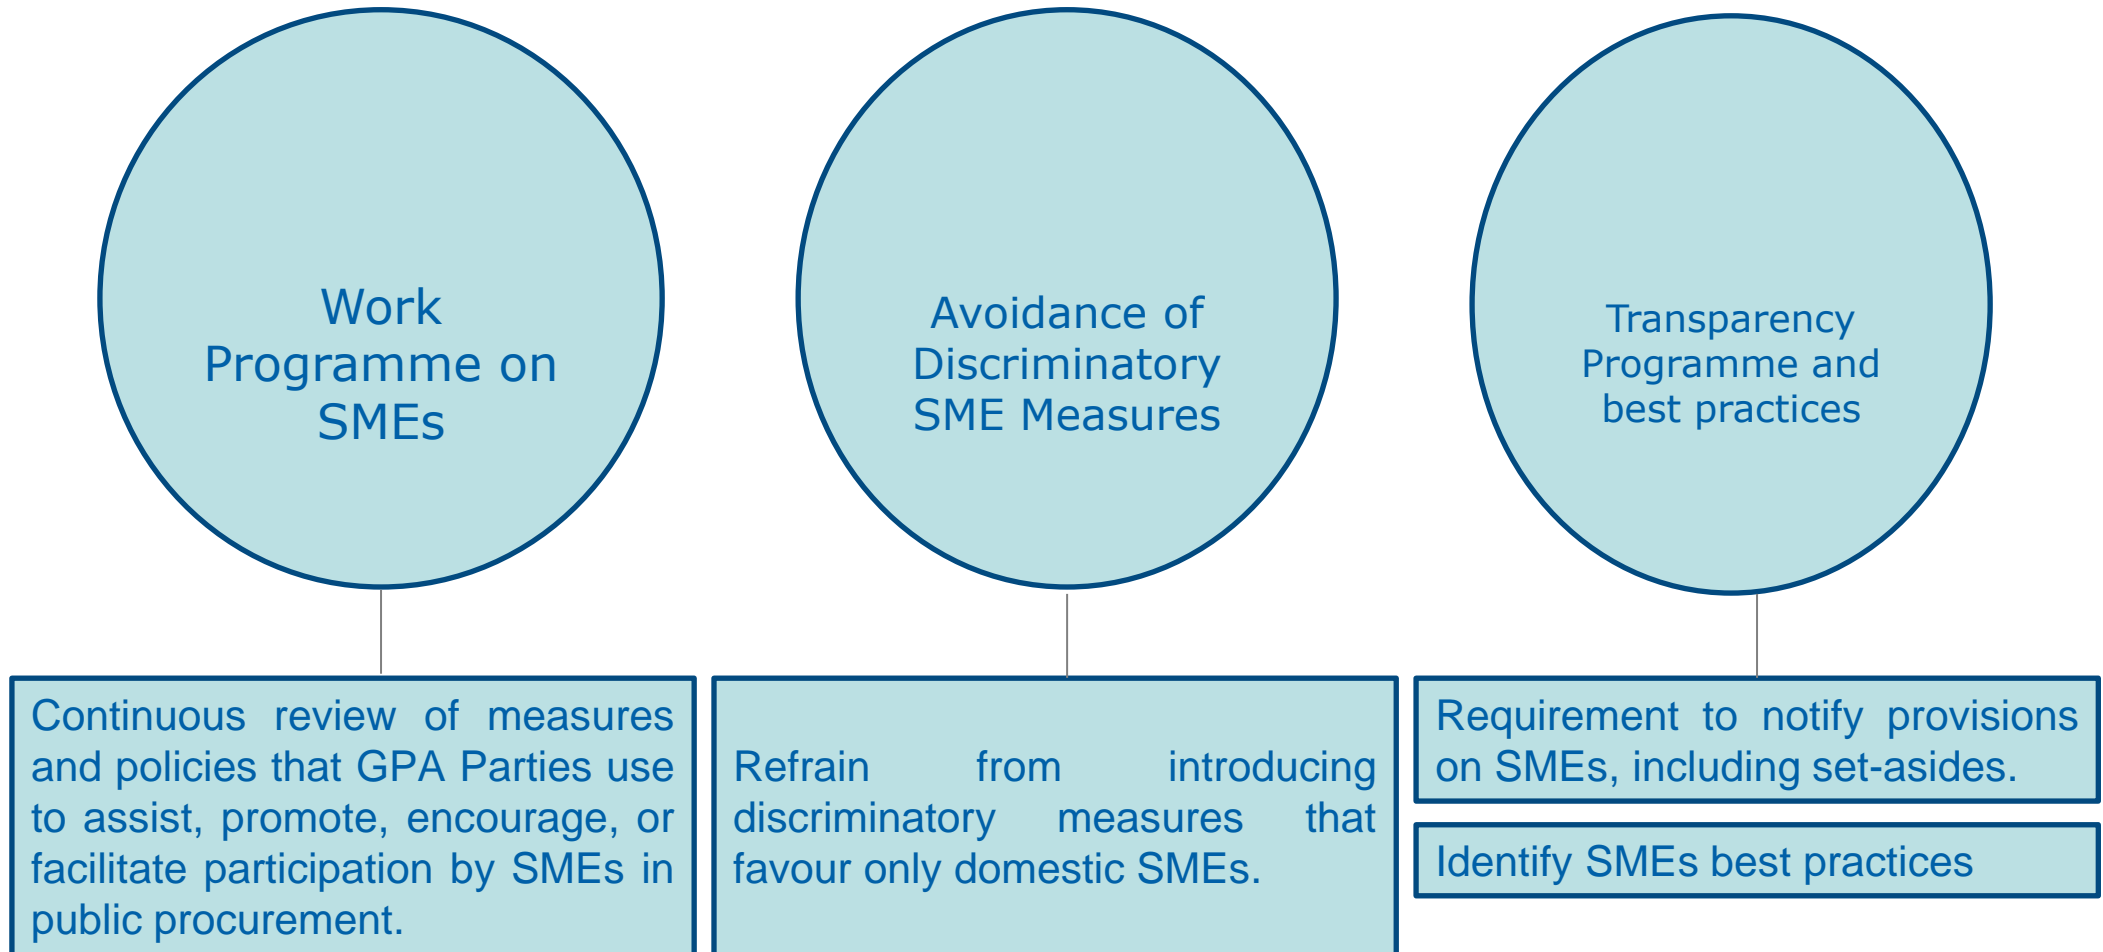 Work
Programme on
SMEs
Avoidance of
Discriminatory
SME Measures
Transparency
Programme and
best practices
Continuous review of measures
and policies that GPA Parties use
to assist, promote, encourage, or
facilitate participation by SMEs in
public procurement.
Refrain from introducing
discriminatory measures that
favour only domestic SMEs.
Requirement to notify provisions
on SMEs, including set-asides.
Identify SMEs best practices